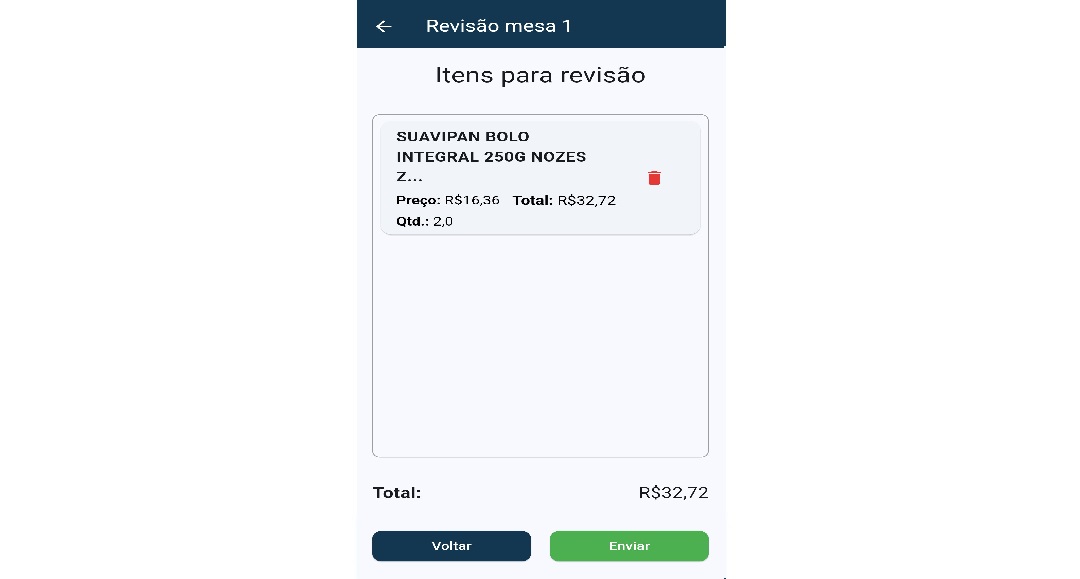 Revisão mesa 1
Itens para revisão
SUAVIPAN BOLO
INTEGRAL 250G NOZES
Z...
Preço: R$16,36 Total: R$32,72
Qtd.: 2,0
Total: R$32,72
Voltar Enviar